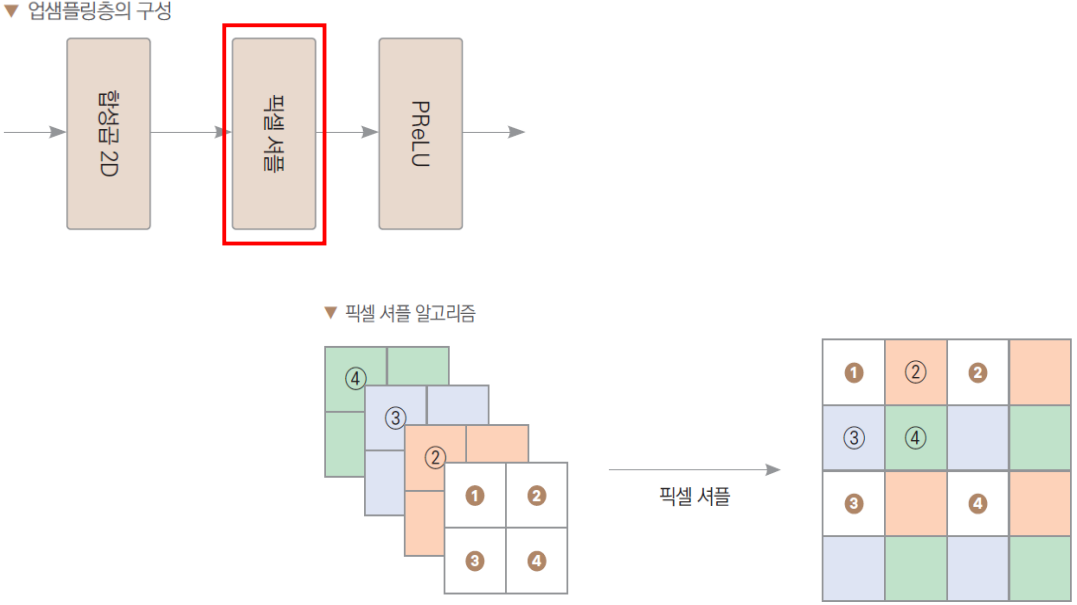 ▼ 업샘플링층의 구성
합성곱 2D
픽셀 셔플
PReLU
▼ 픽셀 셔플 알고리즘
④
③
②
❶ ❷
❸ ❹
픽셀 셔플
❶ ② ❷
③ ④
❸ ❹